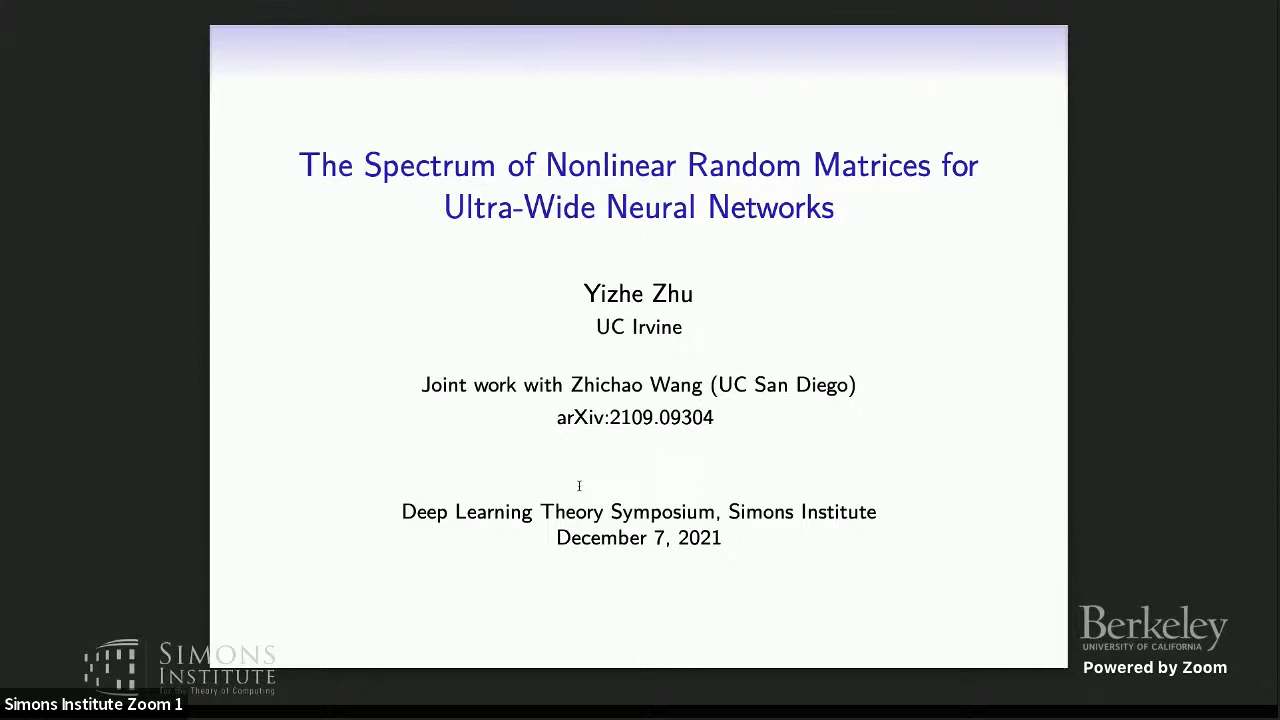 The Spectrum of Nonlinear Random Matrices for
Ultra-Wide Neural Networks
Yizhe Zhu
UC Irvine
Joint work with Zhichao Wang (UC San Diego)
arXiv:2109.09304
Deep Learning Theory Symposium, Simons Institute
December 7, 2021
SIMONS
INSTITUTE
for the Theory of Computing
Berkeley
UNIVERSITY OF CALIFORNIA
Powered by Zoom
Simons Institute Zoom 1